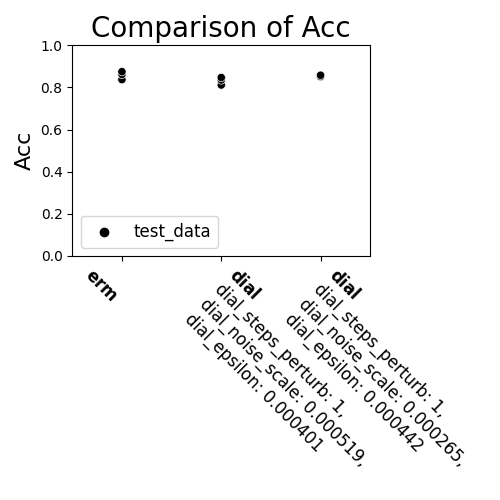 Comparison of Acc
Acc
1.0
0.8
0.6
0.4
0.2
0.0
test_data
erm
dial
dial_steps_perturb: 1,
dial_noise_scale: 0.000519,
dial_epsilon: 0.000401
dial
dial_steps_perturb: 1,
dial_noise_scale: 0.000265,
dial_epsilon: 0.000442